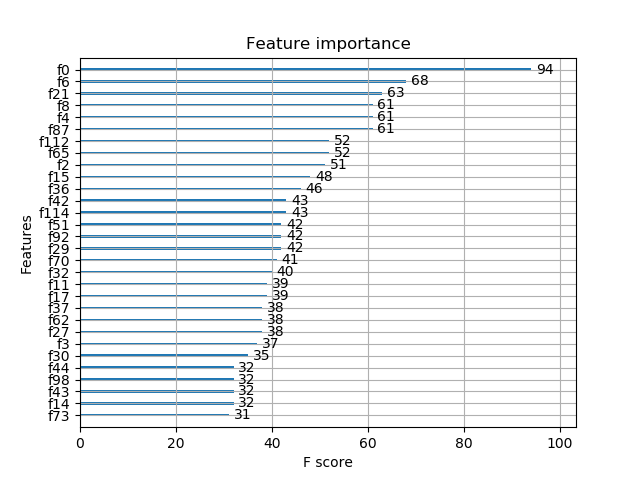 Feature importance
f0 94
f6 68
f21 63
f8 61
f4 61
f87 61
f112 52
f65 52
f2 51
f15 48
f36 46
f42 43
f114 43
f51 42
f92 42
f29 42
f70 41
f32 40
f11 39
f17 39
f37 38
f62 38
f27 38
f3 37
f30 35
f44 32
f98 32
f43 32
f14 32
f73 31
Features
0 20 40 60 80 100
F score